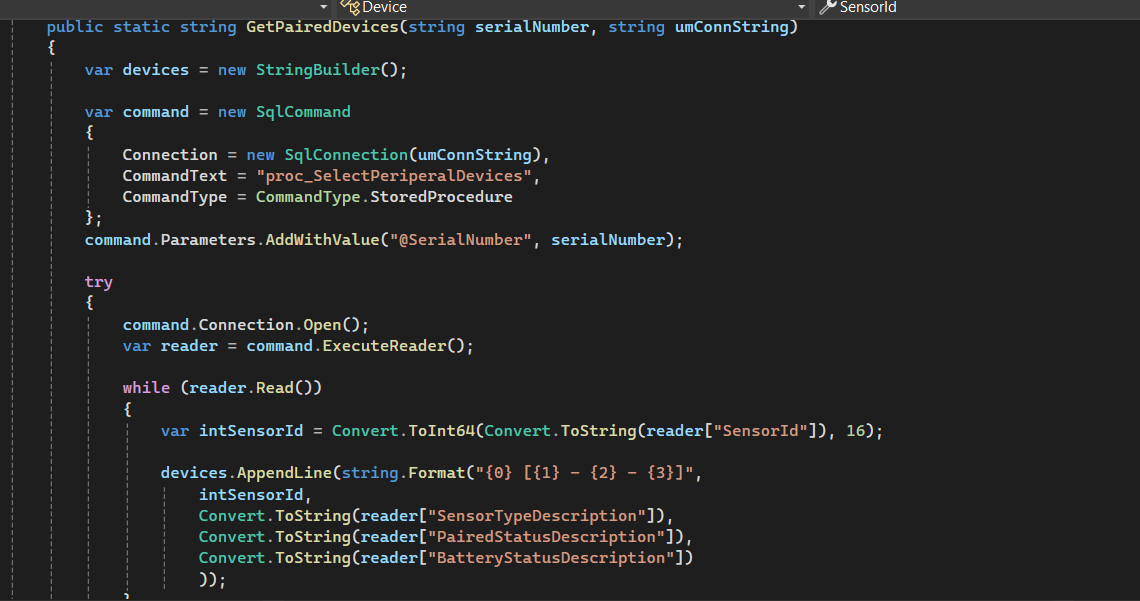 Device SensorId
public static string GetPairedDevices(string serialNumber, string umConnString)
{
var devices = new StringBuilder();
var command = new SqlCommand
{
Connection = new SqlConnection(umConnString),
CommandText = "proc_SelectPeriperalDevices",
CommandType = CommandType.StoredProcedure
};
command.Parameters.AddWithValue("@SerialNumber", serialNumber);
try
{
command.Connection.Open();
var reader = command.ExecuteReader();
while (reader.Read())
{
var intSensorId = Convert.ToInt64(Convert.ToString(reader["SensorId"]), 16);
devices.AppendLine(string.Format("{0} [{1} - {2} - {3}]",
intSensorId,
Convert.ToString(reader["SensorTypeDescription"]),
Convert.ToString(reader["PairedStatusDescription"]),
Convert.ToString(reader["BatteryStatusDescription"])
));